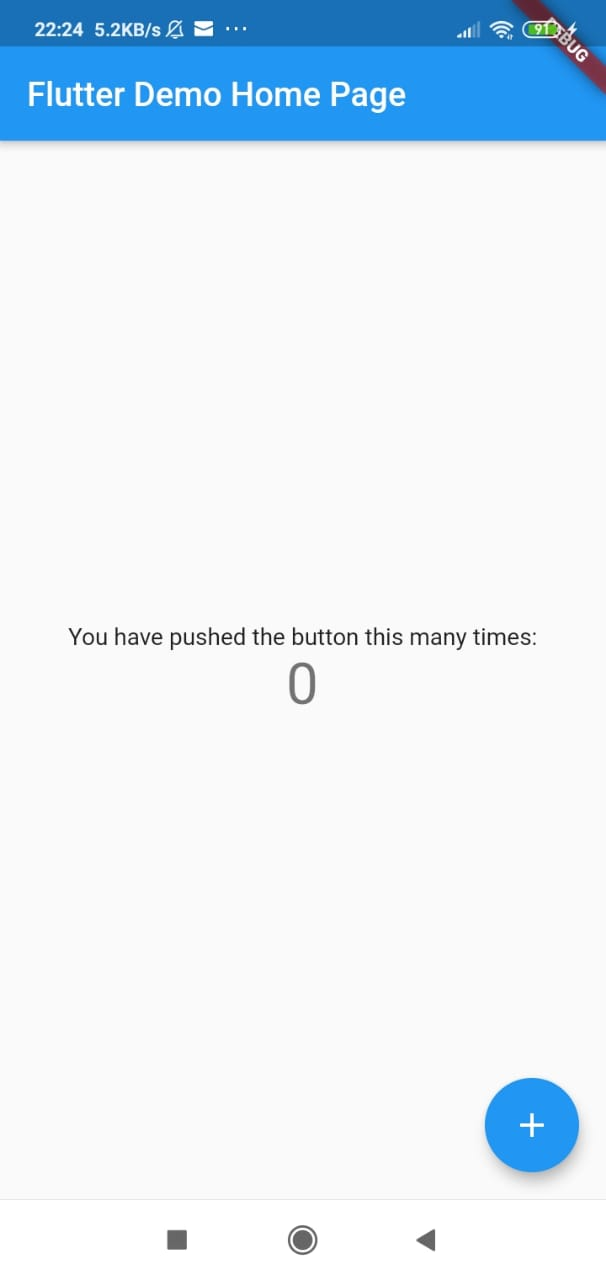 22:24 5.2KB/s ... 91
DEBUG
Flutter Demo Home Page
You have pushed the button this many times:
0
+